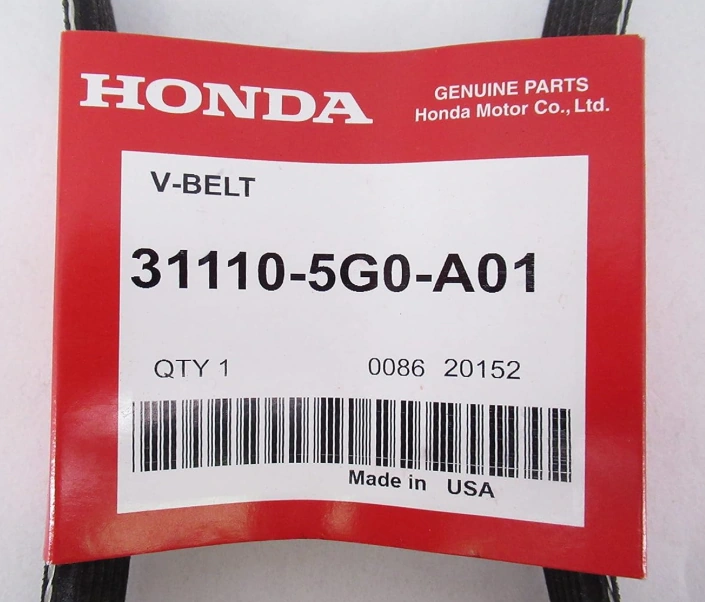 HONDA
GENUINE PARTS
Honda Motor Co., Ltd.
V-BELT
31110-5G0-A01
QTY 1 0086 20152
Made in USA